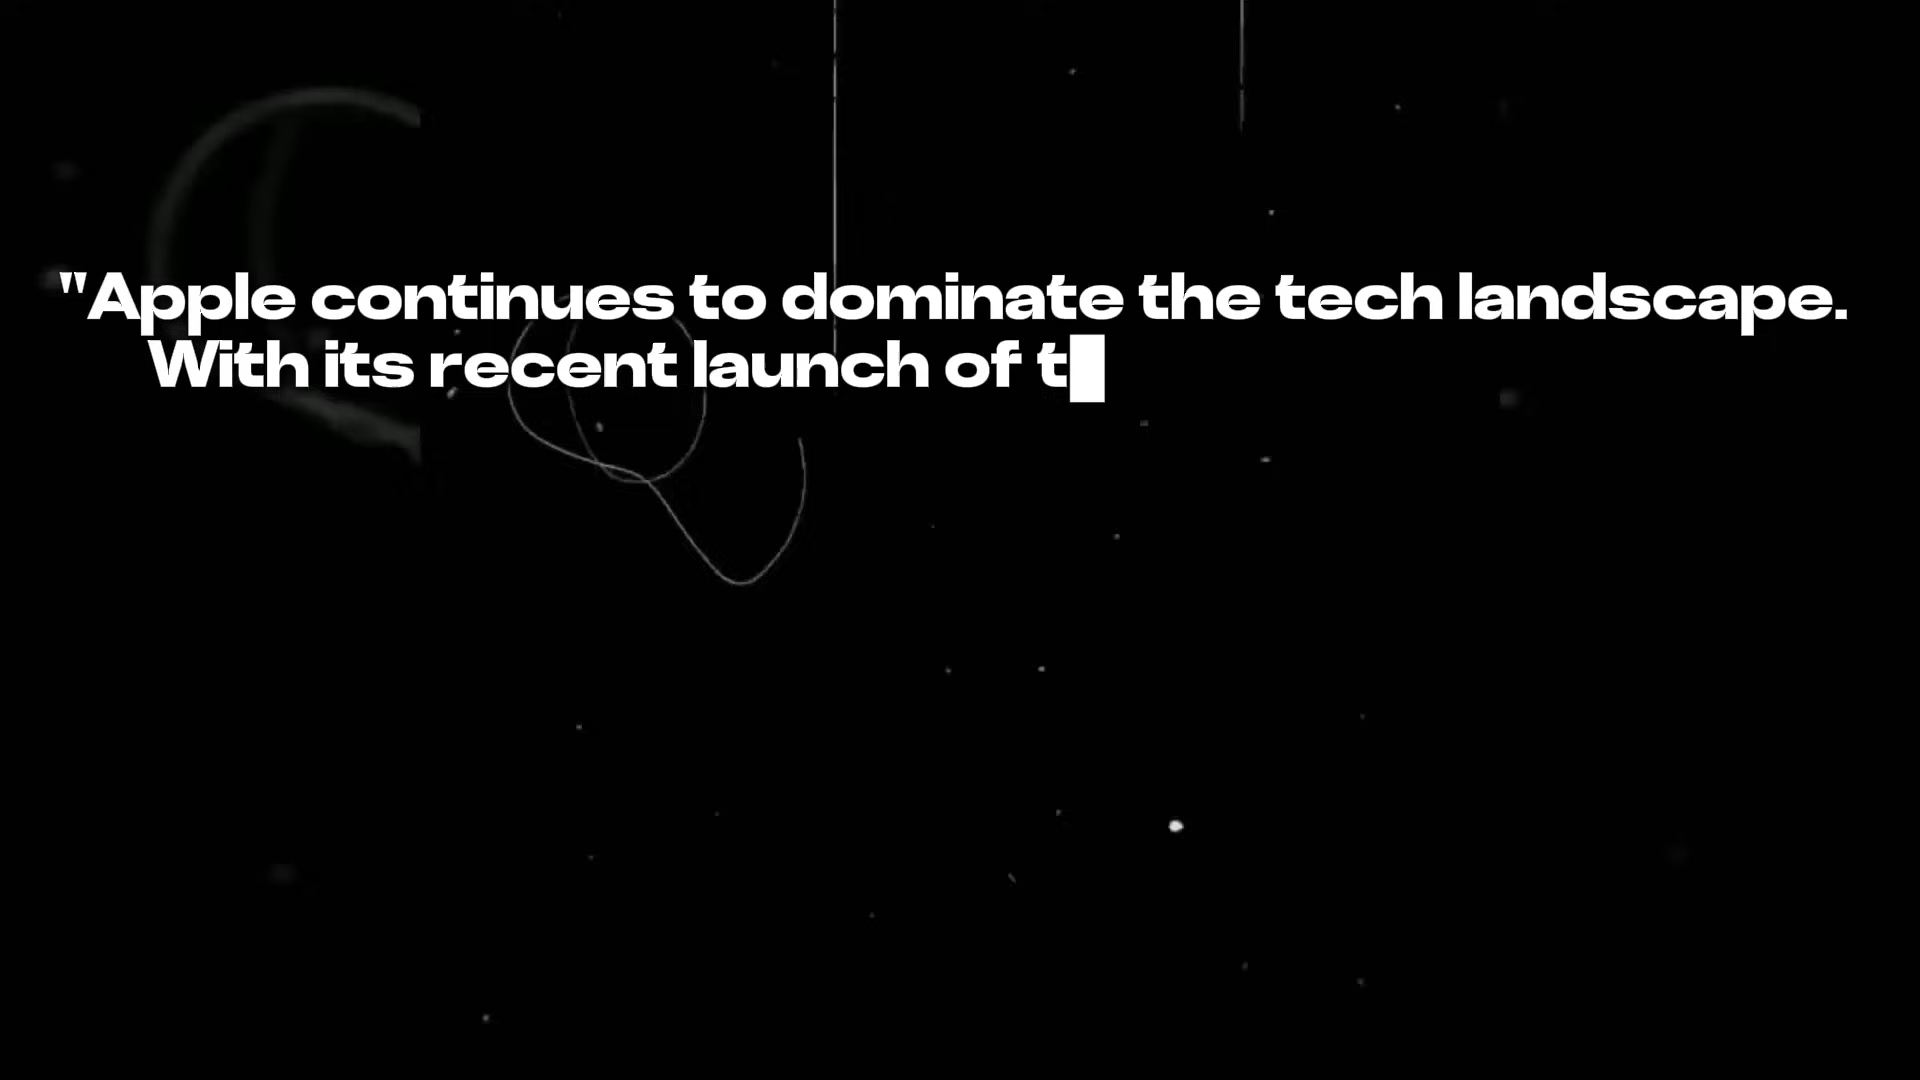 "Apple continues to dominate the tech landscape.
With its recent launch of t